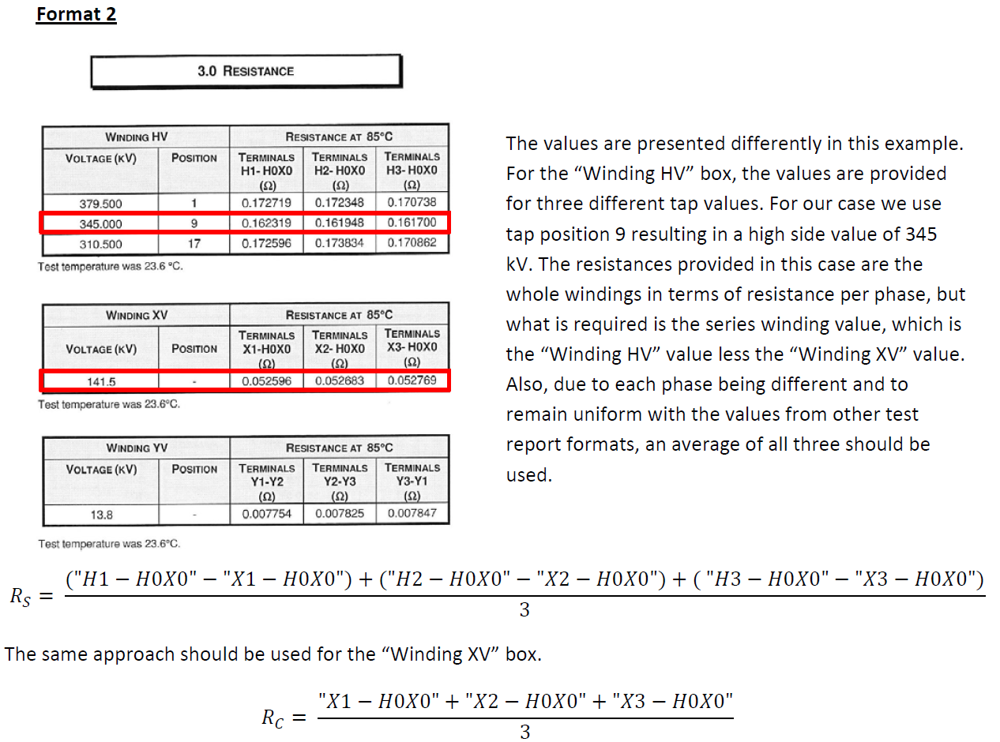 Format 2
3.0 RESISTANCE
WINDING HV RESISTANCE AT 85°C
VOLTAGE (KV) POSITION TERMINALS H1- H0X0 (Ω) TERMINALS H2- H0X0 (Ω) TERMINALS H3- H0X0 (Ω)
379.500 1 0.172719 0.172348 0.170738
345.000 9 0.162319 0.161948 0.161700
310.500 17 0.172596 0.173834 0.170862
Test temperature was 23.6 °C.
WINDING XV RESISTANCE AT 85°C
VOLTAGE (KV) POSITION TERMINALS X1-H0X0 (Ω) TERMINALS X2- H0X0 (Ω) TERMINALS X3- H0X0 (Ω)
141.5 - 0.052596 0.052683 0.052769
Test temperature was 23.6°C.
WINDING YV RESISTANCE AT 85°C
VOLTAGE (KV) POSITION TERMINALS Y1-Y2 (Ω) TERMINALS Y2-Y3 (Ω) TERMINALS Y3-Y1 (Ω)
13.8 - 0.007754 0.007825 0.007847
Test temperature was 23.6°C.
The values are presented differently in this example.
For the “Winding HV” box, the values are provided
for three different tap values. For our case we use
tap position 9 resulting in a high side value of 345
kV. The resistances provided in this case are the
whole windings in terms of resistance per phase, but
what is required is the series winding value, which is
the “Winding HV” value less the “Winding XV” value.
Also, due to each phase being different and to
remain uniform with the values from other test
report formats, an average of all three should be
used.
R_S = (("H1 − H0X0" − "X1 − H0X0") + ("H2 − H0X0" − "X2 − H0X0") + ( "H3 − H0X0" − "X3 − H0X0")) / 3
The same approach should be used for the “Winding XV” box.
R_C = ("X1 − H0X0" + "X2 − H0X0" + "X3 − H0X0") / 3